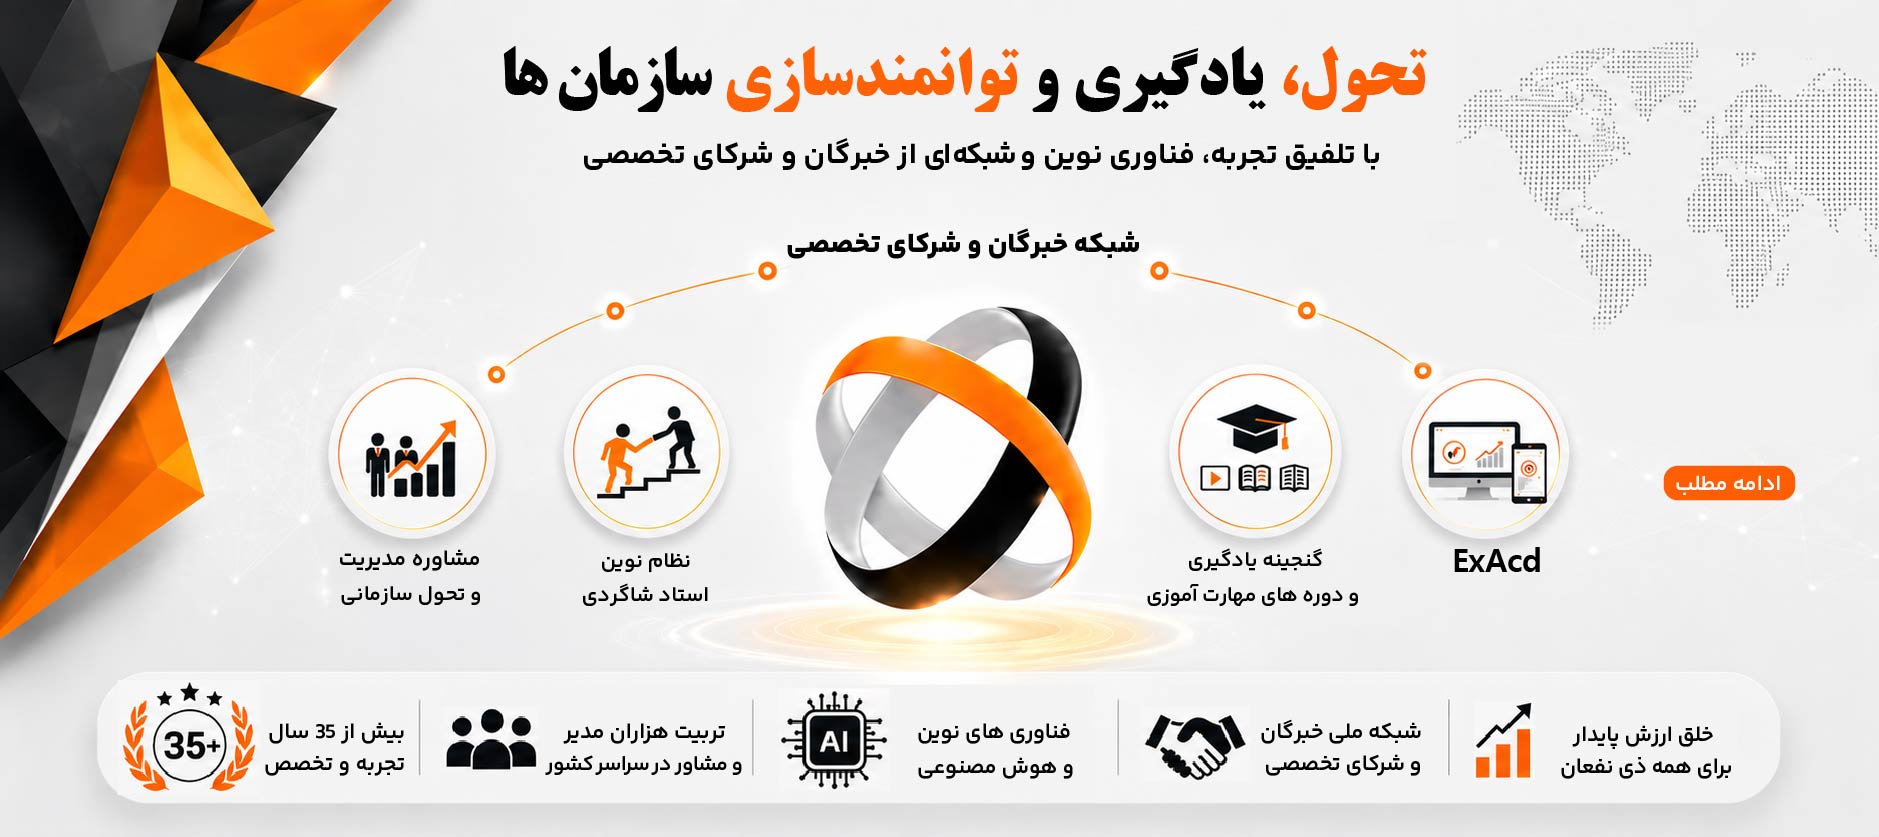 تحول، یادگیری و توانمندسازی سازمان ها
با تلفیق تجربه، فناوری نوین و شبکه‌ای از خبرگان و شرکای تخصصی
شبکه خبرگان و شرکای تخصصی
ExAcd
گنجینه یادگیری
و دوره های مهارت آموزی
نظام نوین
استاد شاگردی
مشاوره مدیریت
و تحول سازمانی
ادامه مطلب
خلق ارزش پایدار
برای همه ذی نفعان
شبکه ملی خبرگان
و شرکای تخصصی
فناوری های نوین
و هوش مصنوعی
AI
تربیت هزاران مدیر
و مشاور در سراسر کشور
بیش از 35 سال
تجربه و تخصص
35+